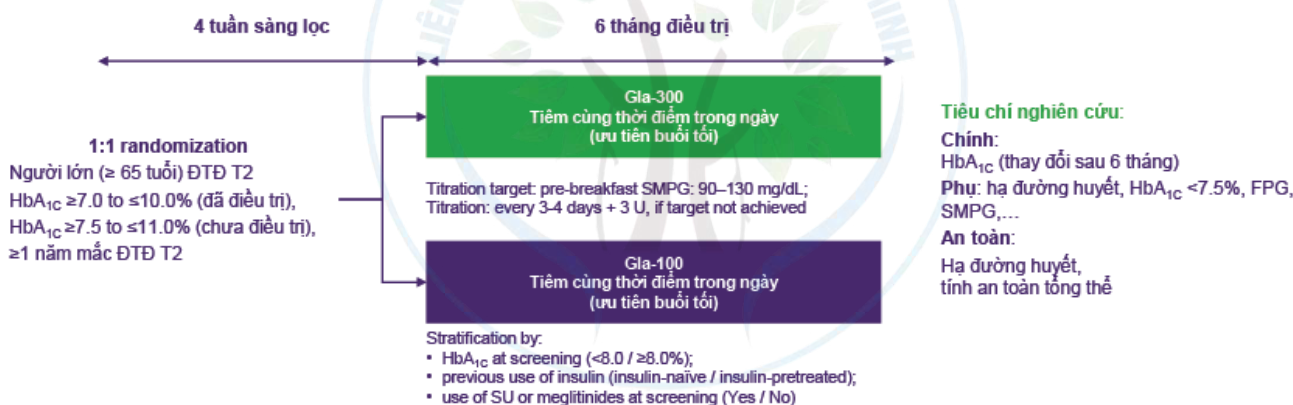 4 tuần sàng lọc
6 tháng điều trị
1:1 randomization
Người lớn (≥ 65 tuổi) ĐTĐ T2
HbA1C ≥7.0 to ≤10.0% (đã điều trị),
HbA1C ≥7.5 to ≤11.0% (chưa điều trị),
≥1 năm mắc ĐTĐ T2
Gla-300
Tiêm cùng thời điểm trong ngày
(ưu tiên buổi tối)
Titration target: pre-breakfast SMPG: 90–130 mg/dL;
Titration: every 3-4 days + 3 U, if target not achieved
Gla-100
Tiêm cùng thời điểm trong ngày
(ưu tiên buổi tối)
Stratification by:
• HbA1C at screening (<8.0 / ≥8.0%);
• previous use of insulin (insulin-naïve / insulin-pretreated);
• use of SU or meglitinides at screening (Yes / No)
Tiêu chí nghiên cứu:
Chính:
HbA1C (thay đổi sau 6 tháng)
Phụ: hạ đường huyết, HbA1C <7.5%, FPG,
SMPG,...
An toàn:
Hạ đường huyết,
tính an toàn tổng thể
LIÊN
MINH